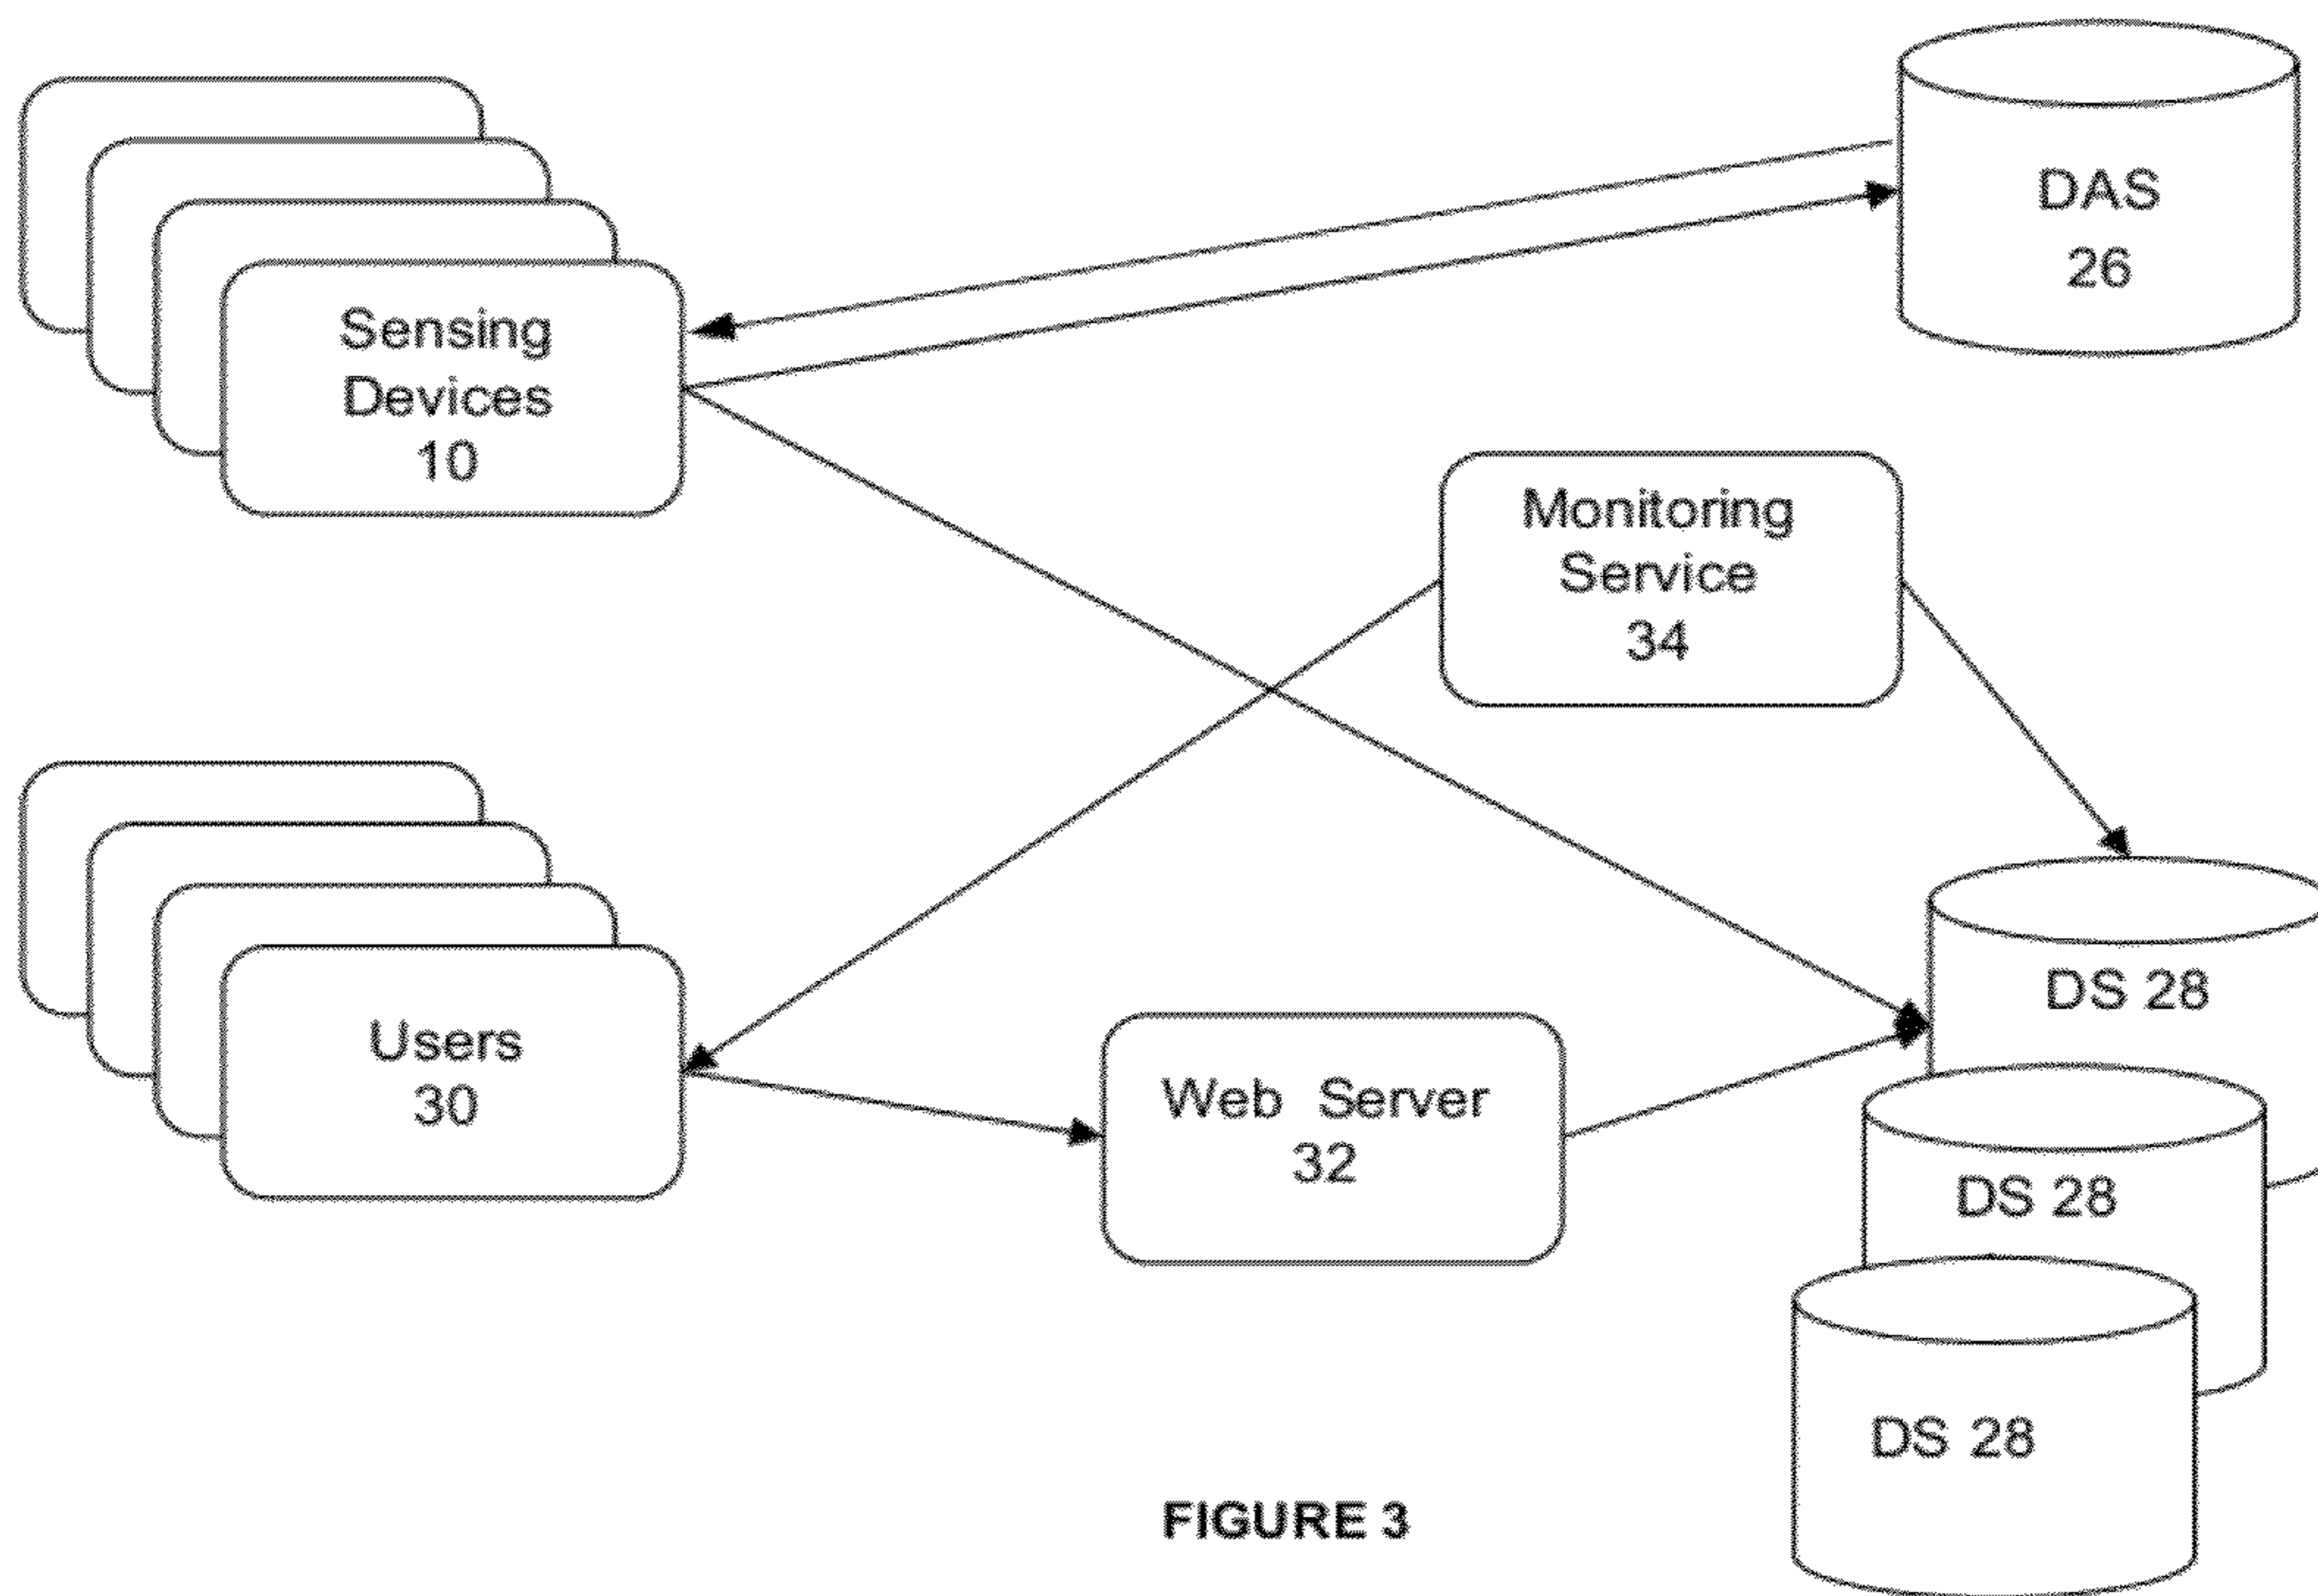 DAS
26
Sensing
Devices
10
Monitoring
Service
34
DS 28
Users
30
Web Server
32
DS 28
DS 28
FIGURE 3